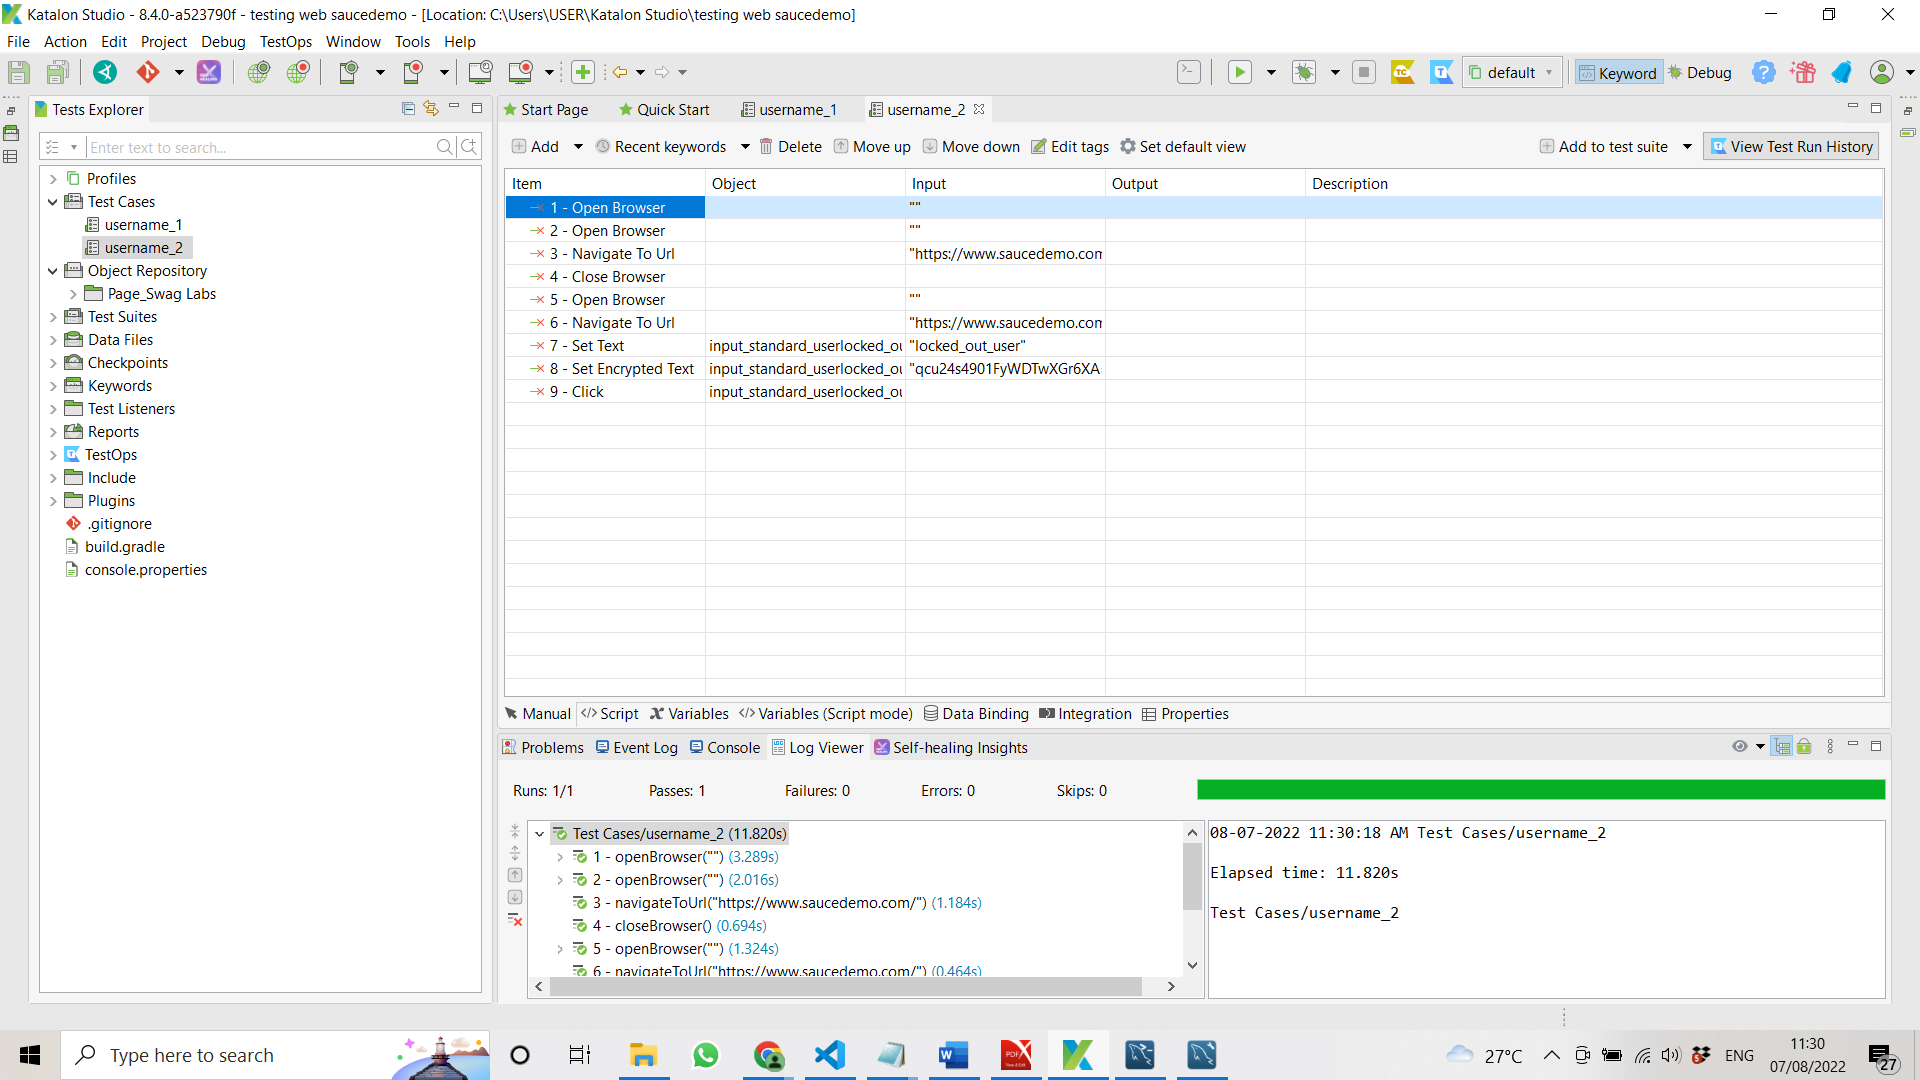 Katalon Studio - 8.4.0-a523790f - testing web saucedemo - [Location: C:\Users\USER\Katalon Studio\testing web saucedemo]
File Action Edit Project Debug TestOps Window Tools Help
default Keyword Debug
Tests Explorer
Enter text to search...
Profiles
Test Cases
username_1
username_2
Object Repository
Page_Swag Labs
Test Suites
Data Files
Checkpoints
Keywords
Test Listeners
Reports
TestOps
Include
Plugins
.gitignore
build.gradle
console.properties
Start Page Quick Start username_1 username_2
Add Recent keywords Delete Move up Move down Edit tags Set default view Add to test suite View Test Run History
Item Object Input Output Description
1 - Open Browser ""
2 - Open Browser ""
3 - Navigate To Url "https://www.saucedemo.com
4 - Close Browser
5 - Open Browser ""
6 - Navigate To Url "https://www.saucedemo.com
7 - Set Text input_standard_userlocked_ou "locked_out_user"
8 - Set Encrypted Text input_standard_userlocked_ou "qcu24s4901FyWDTwXGr6XA
9 - Click input_standard_userlocked_ou
Manual Script Variables Variables (Script mode) Data Binding Integration Properties
Problems Event Log Console Log Viewer Self-healing Insights
Runs: 1/1 Passes: 1 Failures: 0 Errors: 0 Skips: 0
Test Cases/username_2 (11.820s)
1 - openBrowser("") (3.289s)
2 - openBrowser("") (2.016s)
3 - navigateToUrl("https://www.saucedemo.com/") (1.184s)
4 - closeBrowser() (0.694s)
5 - openBrowser("") (1.324s)
6 - navigateToUrl("https://www.saucedemo.com/") (0.464s)
08-07-2022 11:30:18 AM Test Cases/username_2
Elapsed time: 11.820s
Test Cases/username_2
Type here to search
27°C
ENG
11:30
07/08/2022
27